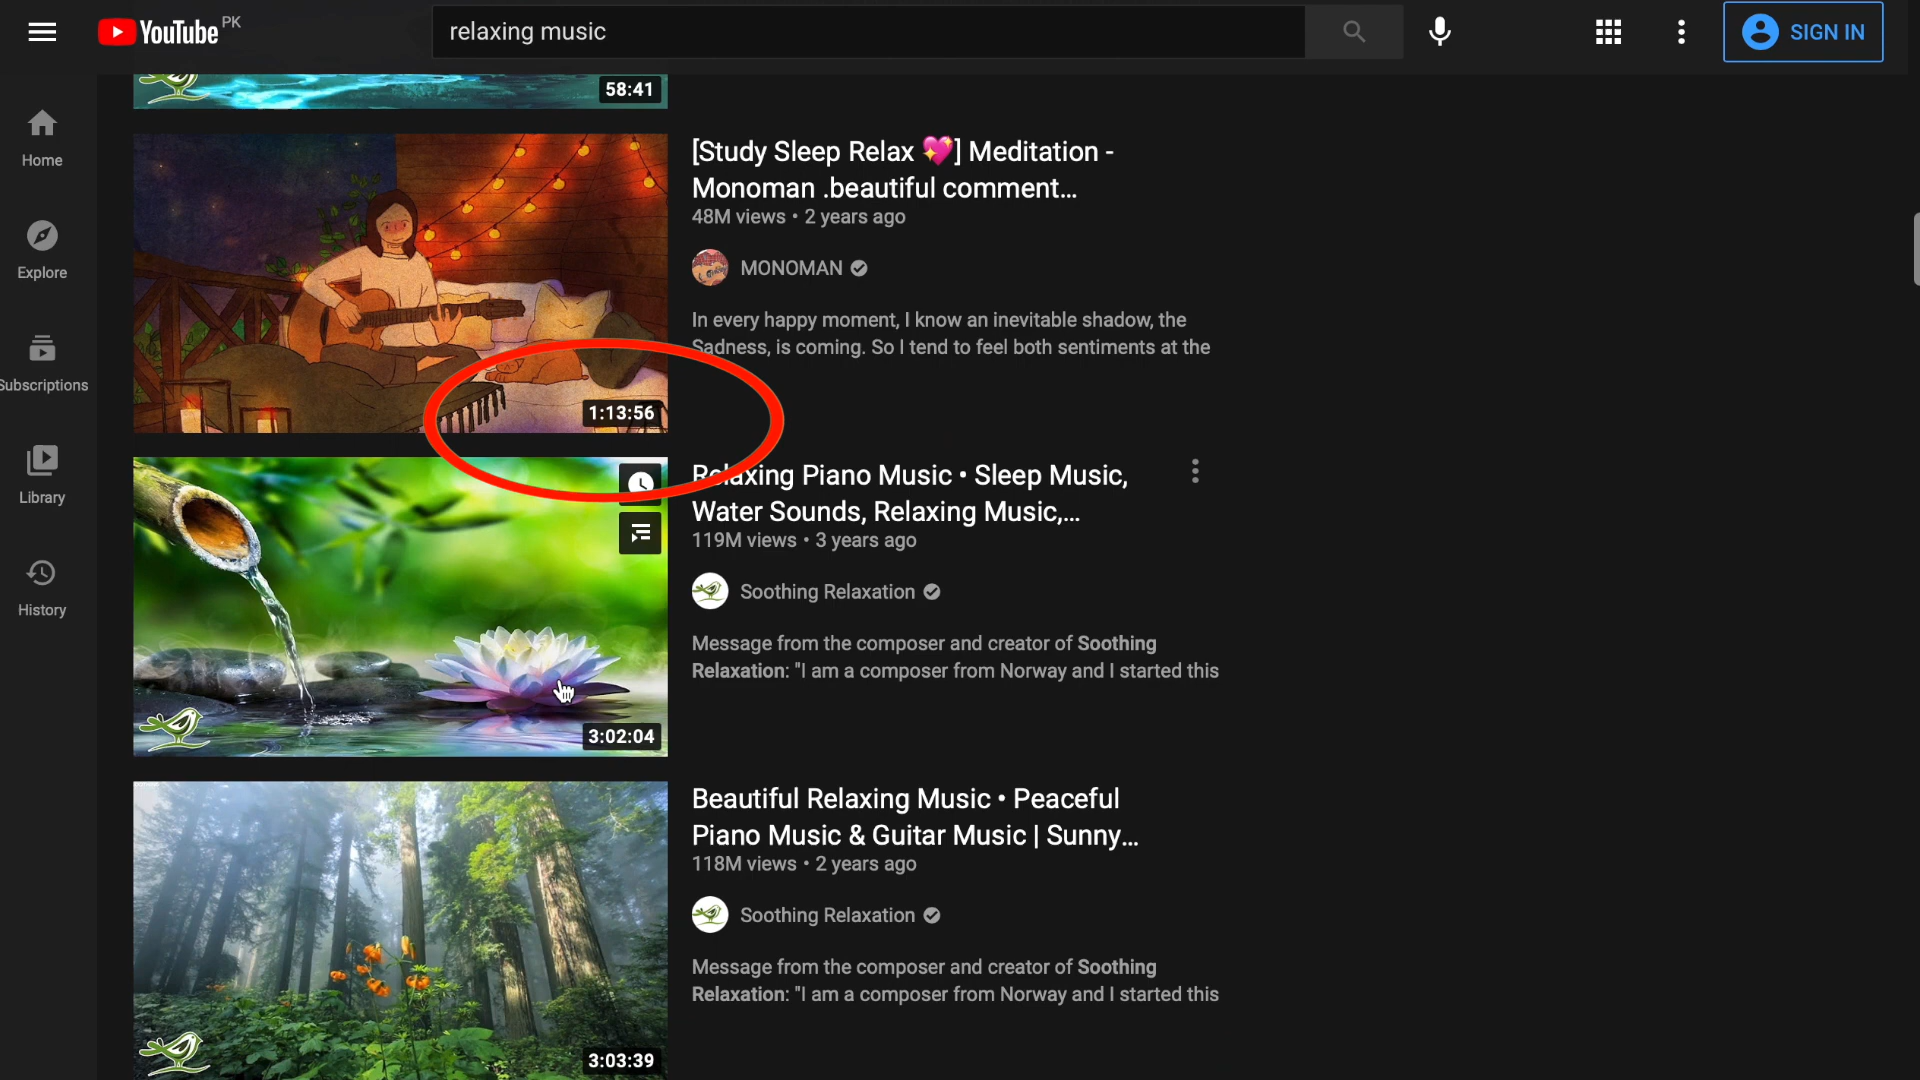 YouTube PK
relaxing music
SIGN IN
58:41
Home
Explore
Subscriptions
Library
History
[Study Sleep Relax 💖] Meditation -
Monoman .beautiful comment...
48M views • 2 years ago
MONOMAN
In every happy moment, I know an inevitable shadow, the
Sadness, is coming. So I tend to feel both sentiments at the
1:13:56
Relaxing Piano Music • Sleep Music,
Water Sounds, Relaxing Music,...
119M views • 3 years ago
Soothing Relaxation
Message from the composer and creator of Soothing
Relaxation: "I am a composer from Norway and I started this
3:02:04
Beautiful Relaxing Music • Peaceful
Piano Music & Guitar Music | Sunny...
118M views • 2 years ago
Soothing Relaxation
Message from the composer and creator of Soothing
Relaxation: "I am a composer from Norway and I started this
3:03:39